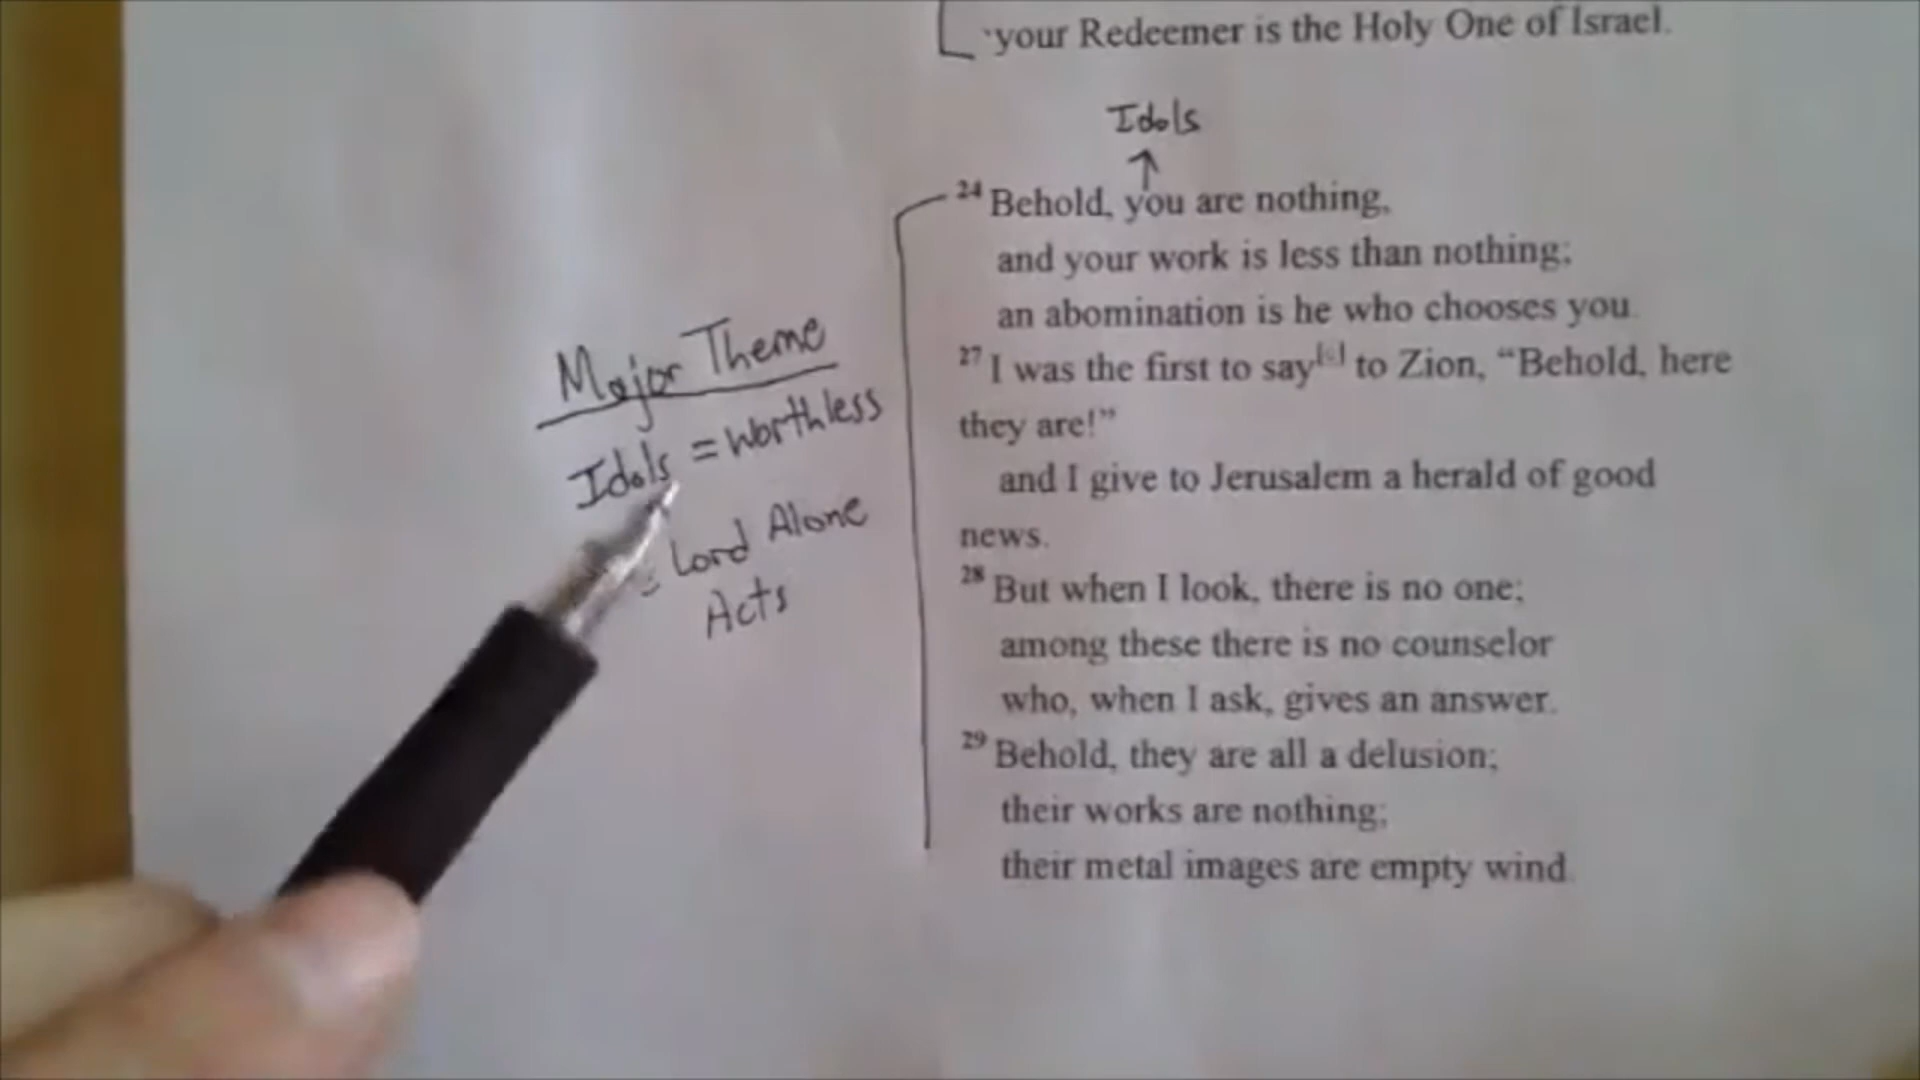 your Redeemer is the Holy One of Israel.
Idols
24 Behold, you are nothing,
and your work is less than nothing;
an abomination is he who chooses you.
27 I was the first to say[c] to Zion, “Behold, here
they are!”
and I give to Jerusalem a herald of good
news.
28 But when I look, there is no one;
among these there is no counselor
who, when I ask, gives an answer.
29 Behold, they are all a delusion;
their works are nothing;
their metal images are empty wind.
Major Theme
Idols = worthless
= Lord Alone
Acts